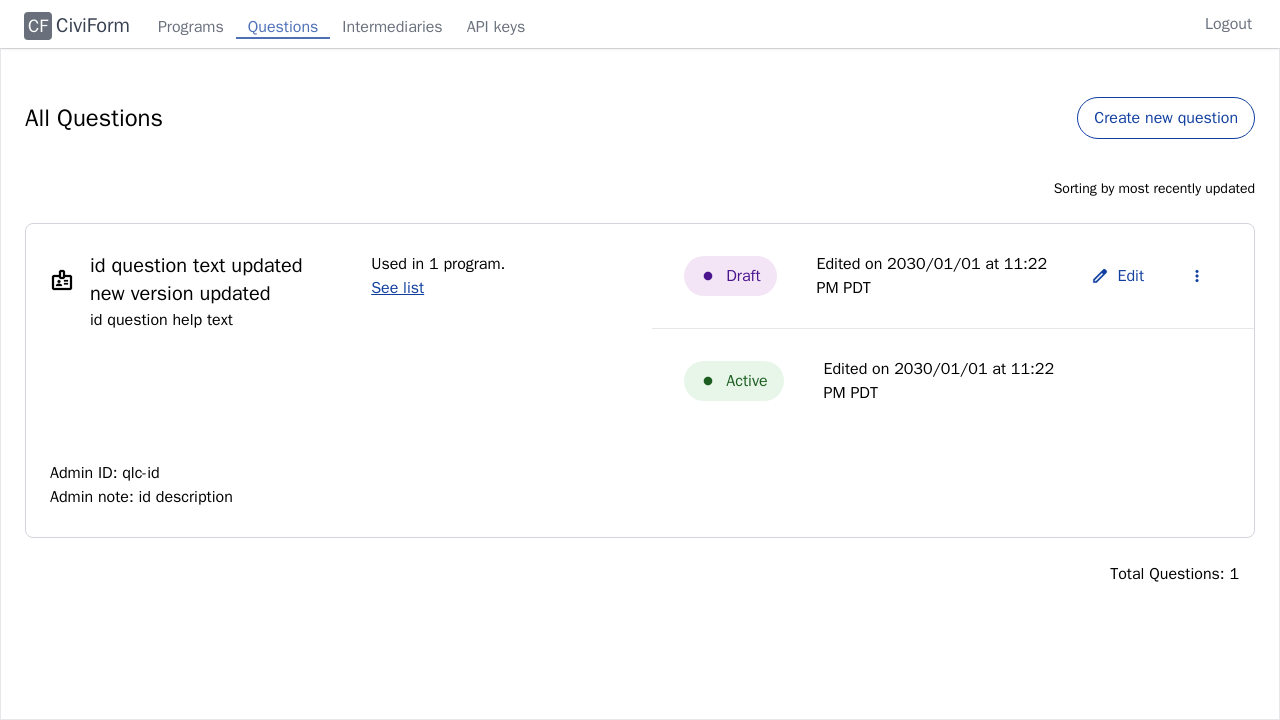 CF CiviForm Programs Questions Intermediaries API keys Logout
All Questions
Create new question
Sorting by most recently updated
id question text updated
new version updated
id question help text
Used in 1 program.
See list
Draft
Edited on 2030/01/01 at 11:22
PM PDT
Edit
Active
Edited on 2030/01/01 at 11:22
PM PDT
Admin ID: qlc-id
Admin note: id description
Total Questions: 1